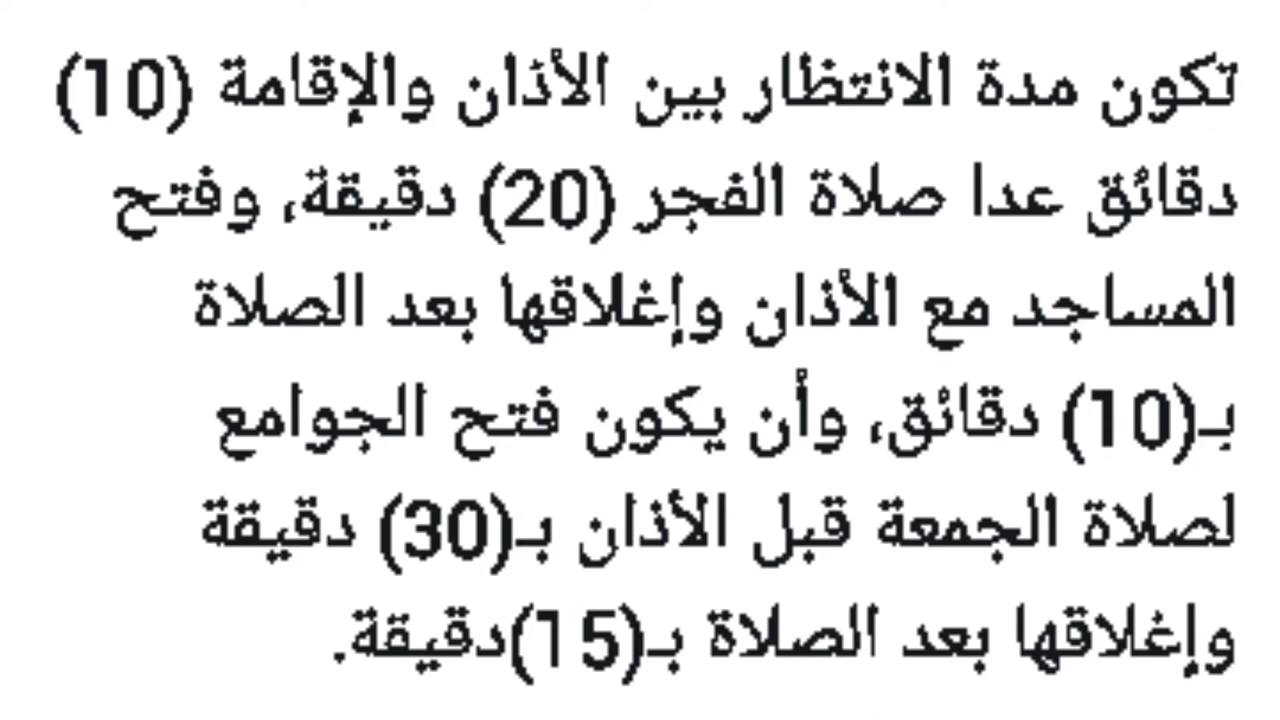 تكون مدة الانتظار بين الأذان والإقامة (10)
دقائق عدا صلاة الفجر (20) دقيقة، وفتح
المساجد مع الأذان وإغلاقها بعد الصلاة
بـ(10) دقائق، وأن يكون فتح الجوامع
لصلاة الجمعة قبل الأذان بـ(30) دقيقة
وإغلاقها بعد الصلاة بـ(15)دقيقة.